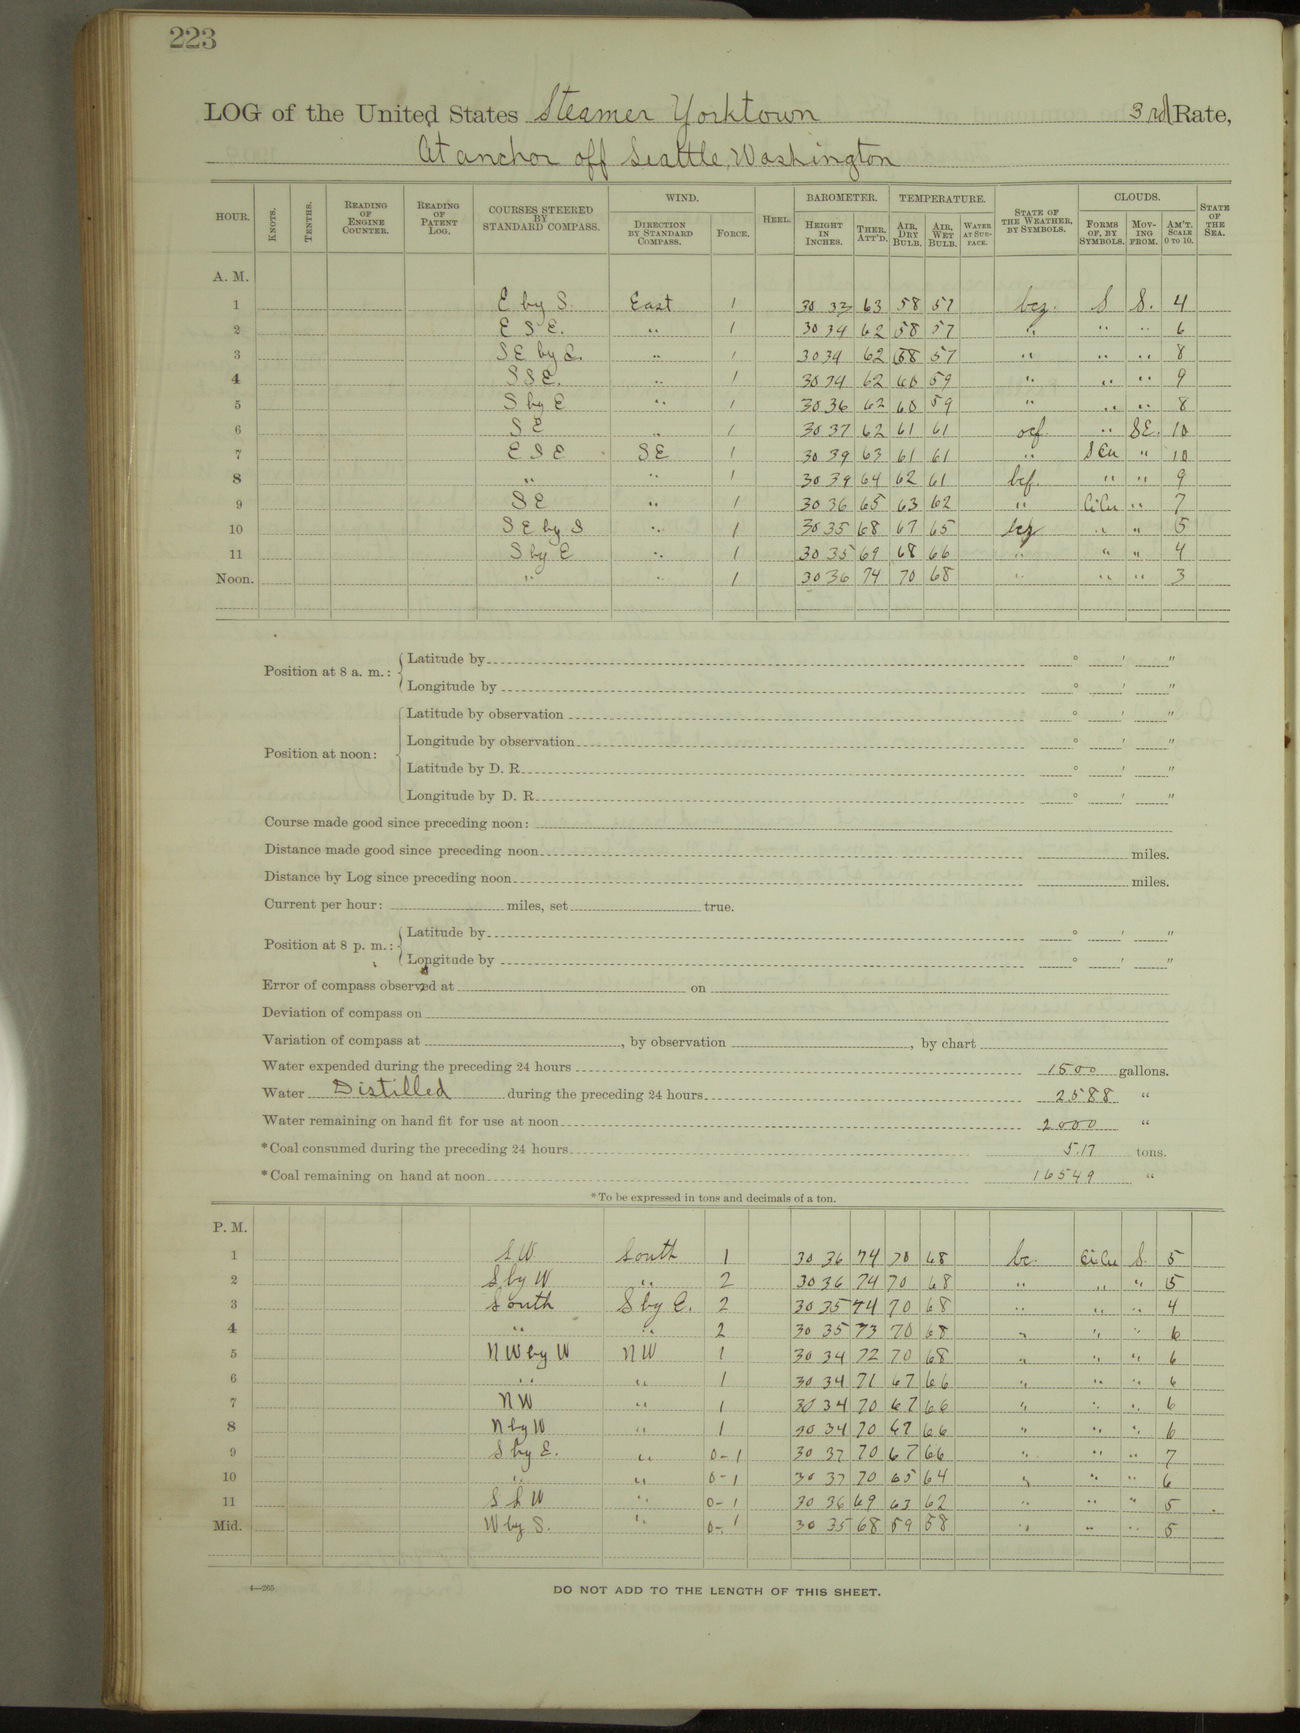 223
LOG of the United States Steamer Yorktown 3rd Rate,
At anchor off Seattle, Washington
HOUR. KNOTS. TENTHS. READING OF ENGINE COUNTER. READING OF PATENT LOG. COURSES STEERED BY STANDARD COMPASS. WIND. DIRECTION BY STANDARD COMPASS. FORCE. HEEL. BAROMETER. HEIGHT IN INCHES. THER. ATT'D. TEMPERATURE. AIR, DRY BULB. AIR, WET BULB. WATER AT SURFACE. STATE OF THE WEATHER, BY SYMBOLS. CLOUDS. FORMS OF, BY SYMBOLS. MOVING FROM. AM'T. SCALE 0 TO 10. STATE OF THE SEA.
A. M.
1 E by S. East 1 30 33 63 58 57 bcz. S S. 4
2 E S E. " 1 30 34 62 58 57 " " " 6
3 SE by E. " 1 30 34 62 58 57 " " " 8
4 SSE. " 1 30 34 62 60 59 " " " 9
5 S by E " 1 30 36 62 60 59 " " " 8
6 SE " 1 30 37 62 61 61 ocf " SE. 10
7 E S E SE 1 30 39 63 61 61 " S Cu " 10
8 " " 1 30 39 64 62 61 bcf. " " 9
9 SE " 1 30 36 65 63 62 " CiCu " 7
10 S E by S " 1 30 35 68 67 65 bcz " " 5
11 S by E " 1 30 35 69 68 66 " " " 4
Noon. " " 1 30 36 74 70 68 " " " 3
Position at 8 a. m.: Latitude by ° ' "
Longitude by ° ' "
Position at noon: Latitude by observation ° ' "
Longitude by observation ° ' "
Latitude by D. R. ° ' "
Longitude by D. R. ° ' "
Course made good since preceding noon:
Distance made good since preceding noon miles.
Distance by Log since preceding noon miles.
Current per hour: miles, set true.
Position at 8 p. m.: Latitude by ° ' "
Longitude by ° ' "
Error of compass observed at on
Deviation of compass on
Variation of compass at , by observation , by chart
Water expended during the preceding 24 hours 1500 gallons.
Water Distilled during the preceding 24 hours 2588 "
Water remaining on hand fit for use at noon 2000 "
*Coal consumed during the preceding 24 hours 5.17 tons.
*Coal remaining on hand at noon 165 49 "
*To be expressed in tons and decimals of a ton.
P. M.
1 SW South 1 30 36 74 70 68 bc. CiCu S. 5
2 S by W " 2 30 36 74 70 68 " " " 5
3 South S by E. 2 30 35 74 70 68 " " " 4
4 " " 2 30 35 73 70 68 " " " 6
5 NW by W NW 1 30 34 72 70 68 " " " 6
6 " " 1 30 34 71 67 66 " " " 6
7 NW " 1 30 34 70 67 66 " " " 6
8 N by W " 1 30 34 70 67 66 " " " 6
9 S by E. " 0-1 30 37 70 67 66 " " " 7
10 " " 0-1 30 37 70 65 64 " " " 6
11 S S W " 0-1 30 36 69 63 62 " " " 5
Mid. W by S. " 0-1 30 35 68 59 58 " " " 5
4—265
DO NOT ADD TO THE LENGTH OF THIS SHEET.